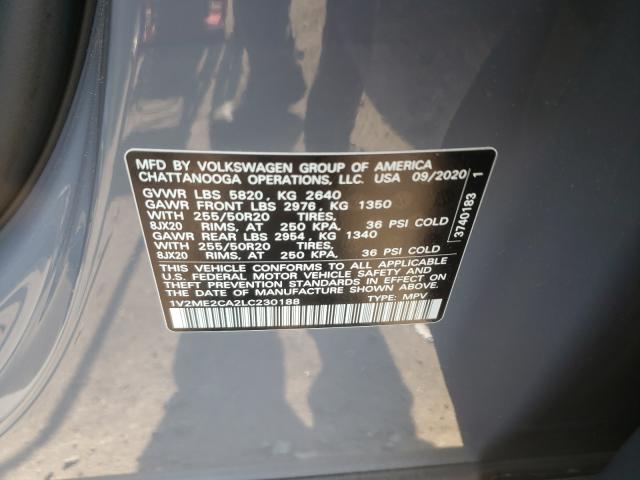 MFD BY VOLKSWAGEN GROUP OF AMERICA
CHATTANOOGA OPERATIONS, LLC. USA 09/2020
GVWR LBS 5820, KG 2640
GAWR FRONT LBS 2976, KG 1350
WITH 255/50R20 TIRES,
8JX20 RIMS, AT 250 KPA, 36 PSI COLD
GAWR REAR LBS 2954, KG 1340
WITH 255/50R20 TIRES,
8JX20 RIMS, AT 250 KPA, 36 PSI COLD
THIS VEHICLE CONFORMS TO ALL APPLICABLE
U.S. FEDERAL MOTOR VEHICLE SAFETY AND
THEFT PREVENTION STANDARDS IN EFFECT ON
THE DATE OF MANUFACTURE SHOWN ABOVE.
1V2ME2CA2LC230188 TYPE: MPV
3740183 1